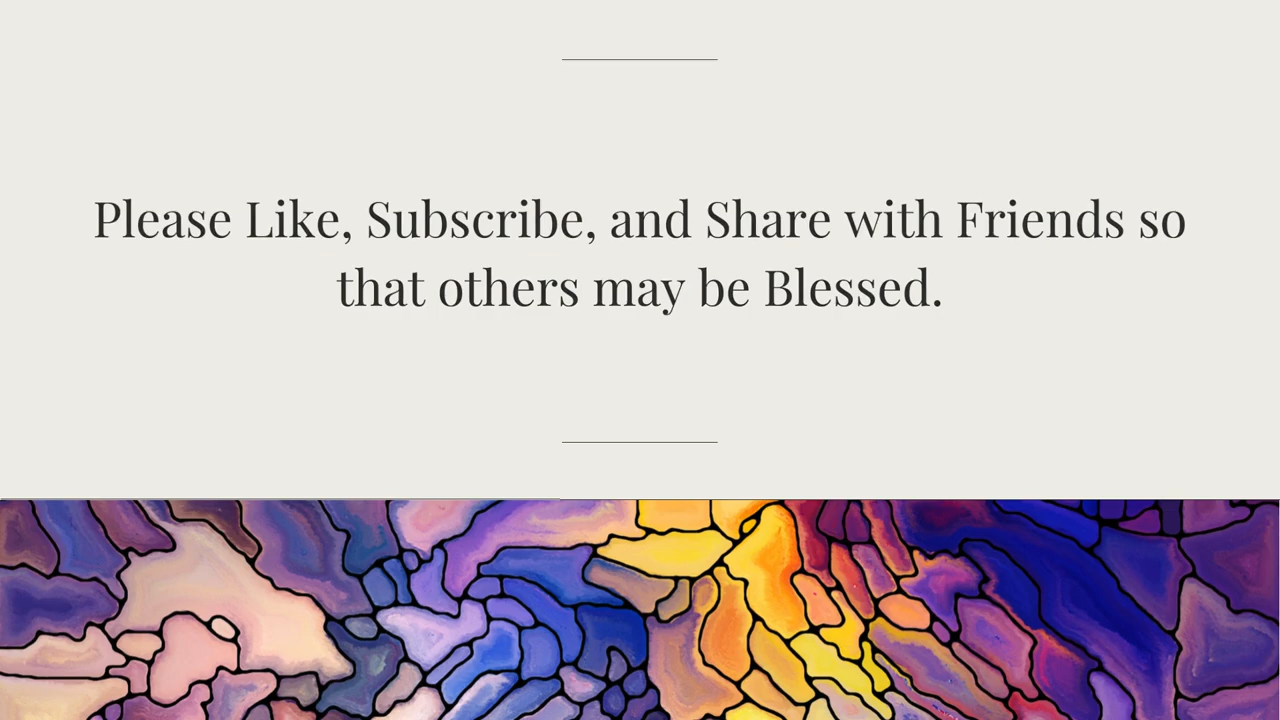 Please Like, Subscribe, and Share with Friends so
that others may be Blessed.